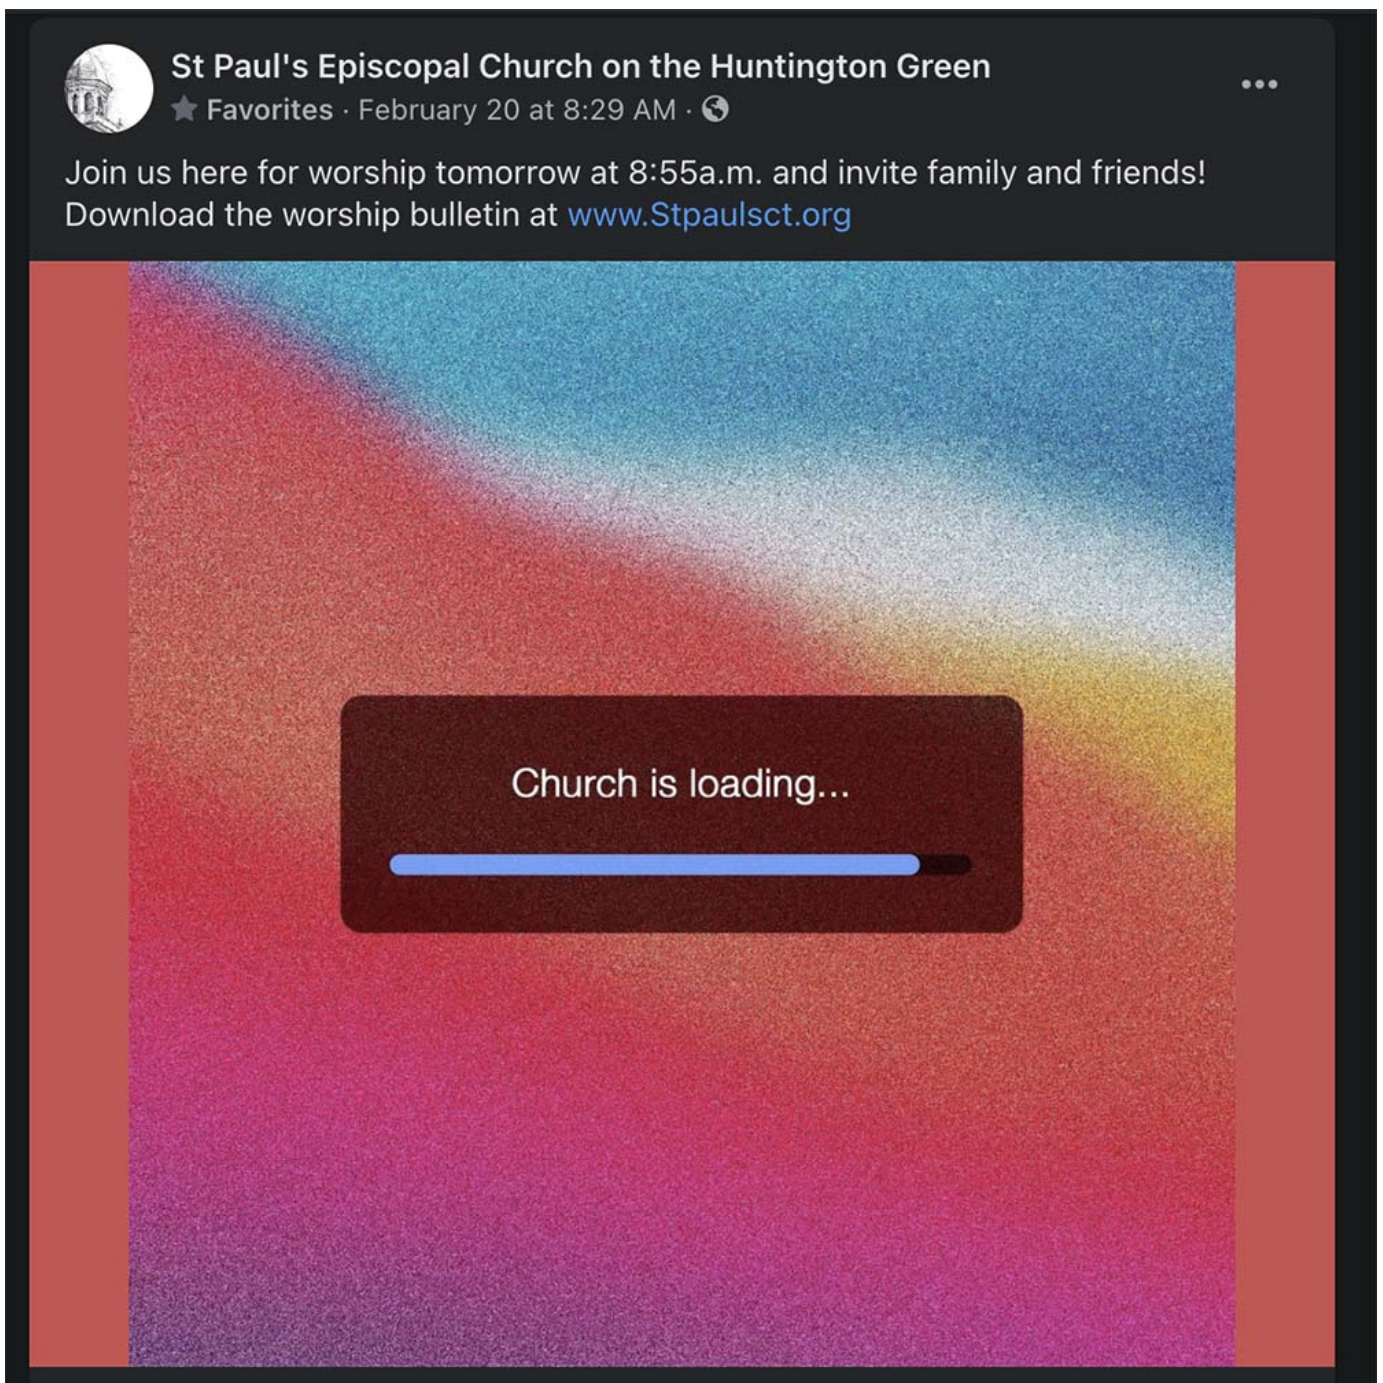 St Paul's Episcopal Church on the Huntington Green
Favorites · February 20 at 8:29 AM ·
Join us here for worship tomorrow at 8:55a.m. and invite family and friends!
Download the worship bulletin at www.Stpaulsct.org
Church is loading...